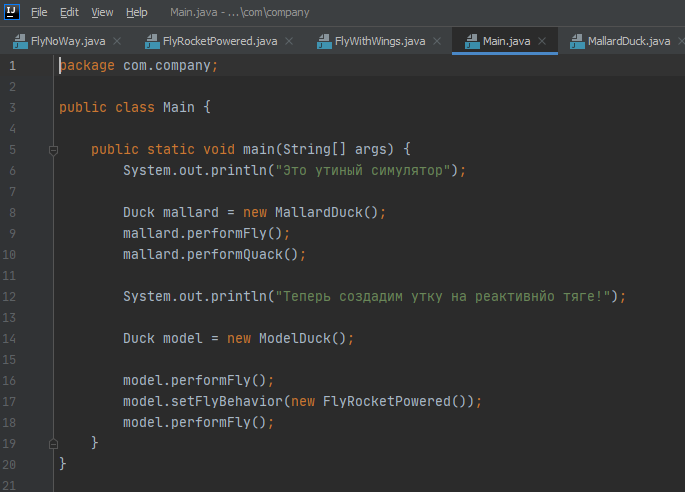 IJ File Edit View Help Main.java - ...\com\company
FlyNoWay.java FlyRocketPowered.java FlyWithWings.java Main.java MallardDuck.java
1 package com.company;
2
3 public class Main {
4
5 public static void main(String[] args) {
6 System.out.println("Это утиный симулятор");
7
8 Duck mallard = new MallardDuck();
9 mallard.performFly();
10 mallard.performQuack();
11
12 System.out.println("Теперь создадим утку на реактивнйо тяге!");
13
14 Duck model = new ModelDuck();
15
16 model.performFly();
17 model.setFlyBehavior(new FlyRocketPowered());
18 model.performFly();
19 }
20 }
21